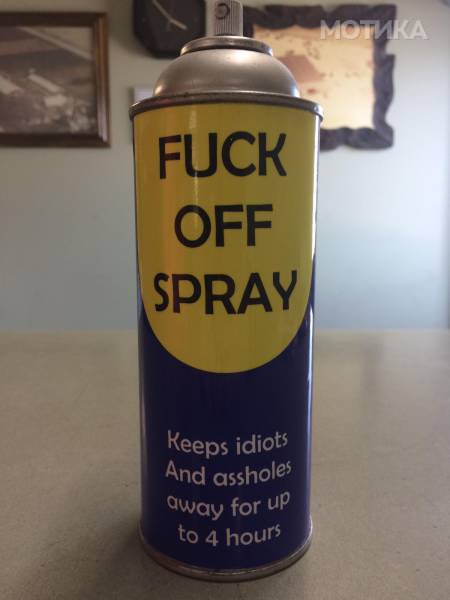 МОТИКА
FUCK
OFF
SPRAY
Keeps idiots
And assholes
away for up
to 4 hours